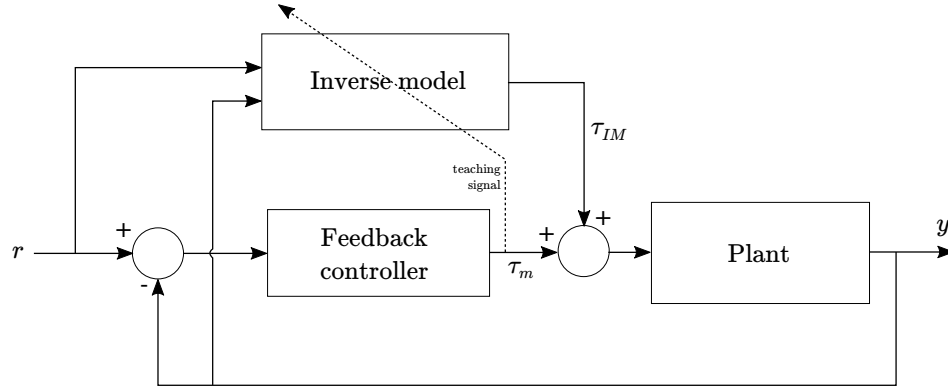 Inverse model
τ_IM
teaching
signal
+
+
+
r
-
Feedback
controller
τ_m
Plant
y